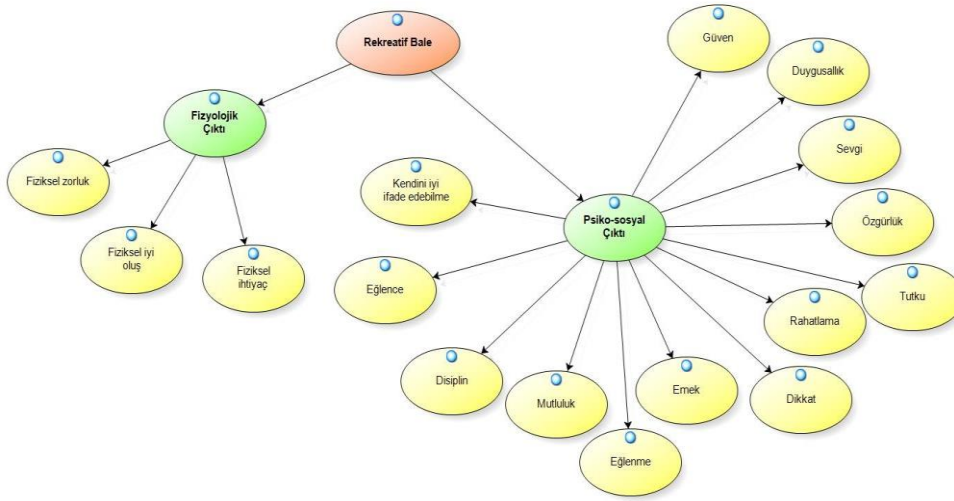 Rekreatif Bale
Güven
Duygusallık
Fizyolojik
Çıktı
Sevgi
Fiziksel zorluk
Kendini iyi
ifade edebilme
Psiko-sosyal
Çıktı
Özgürlük
Fiziksel iyi
oluş
Fiziksel
ihtiyaç
Eğlence
Tutku
Rahatlama
Disiplin
Mutluluk
Emek
Dikkat
Eğlenme